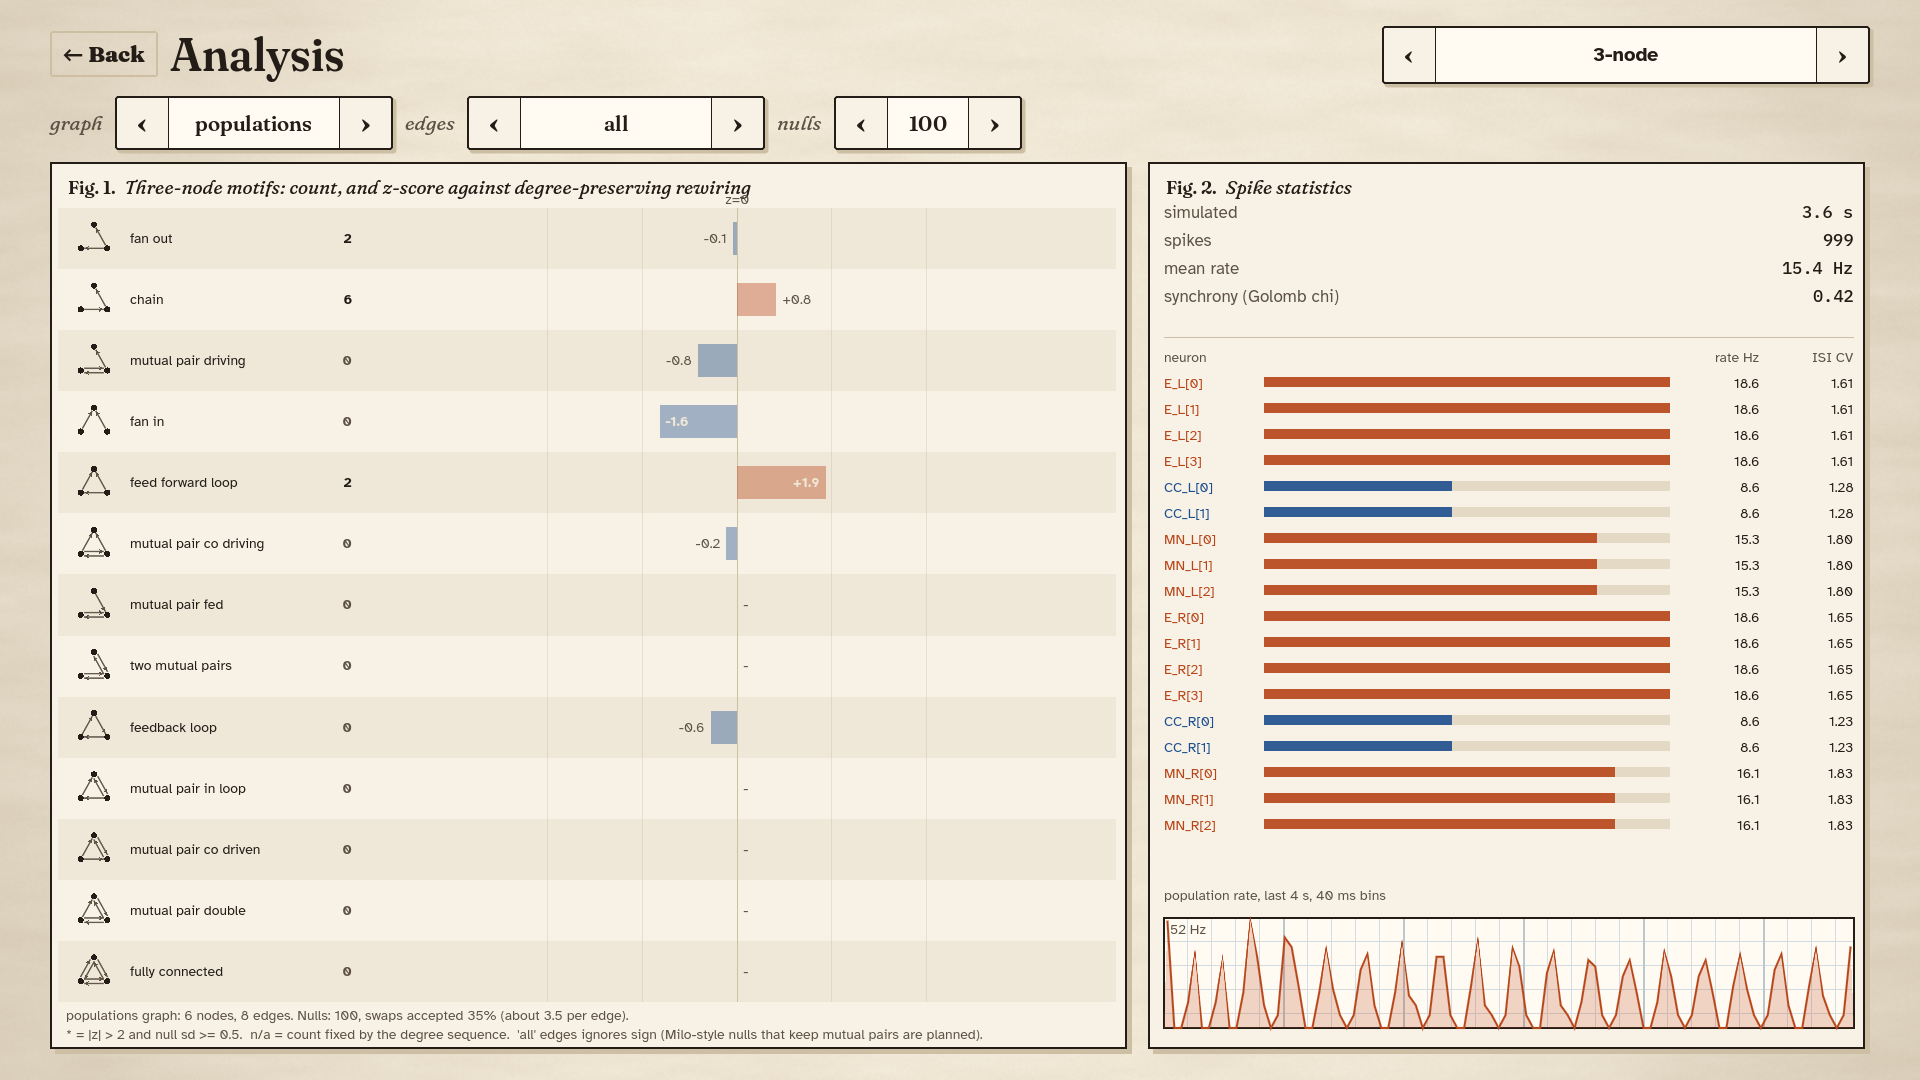 ← Back Analysis
‹ 3-node ›
graph ‹ populations › edges ‹ all › nulls ‹ 100 ›
Fig. 1. Three-node motifs: count, and z-score against degree-preserving rewiring
z=0
fan out 2 -0.1
chain 6 +0.8
mutual pair driving 0 -0.8
fan in 0 -1.6
feed forward loop 2 +1.9
mutual pair co driving 0 -0.2
mutual pair fed 0 -
two mutual pairs 0 -
feedback loop 0 -0.6
mutual pair in loop 0 -
mutual pair co driven 0 -
mutual pair double 0 -
fully connected 0 -
populations graph: 6 nodes, 8 edges. Nulls: 100, swaps accepted 35% (about 3.5 per edge).
* = |z| > 2 and null sd >= 0.5. n/a = count fixed by the degree sequence. 'all' edges ignores sign (Milo-style nulls that keep mutual pairs are planned).
Fig. 2. Spike statistics
simulated 3.6 s
spikes 999
mean rate 15.4 Hz
synchrony (Golomb chi) 0.42
neuron rate Hz ISI CV
E_L[0] 18.6 1.61
E_L[1] 18.6 1.61
E_L[2] 18.6 1.61
E_L[3] 18.6 1.61
CC_L[0] 8.6 1.28
CC_L[1] 8.6 1.28
MN_L[0] 15.3 1.80
MN_L[1] 15.3 1.80
MN_L[2] 15.3 1.80
E_R[0] 18.6 1.65
E_R[1] 18.6 1.65
E_R[2] 18.6 1.65
E_R[3] 18.6 1.65
CC_R[0] 8.6 1.23
CC_R[1] 8.6 1.23
MN_R[0] 16.1 1.83
MN_R[1] 16.1 1.83
MN_R[2] 16.1 1.83
population rate, last 4 s, 40 ms bins
52 Hz